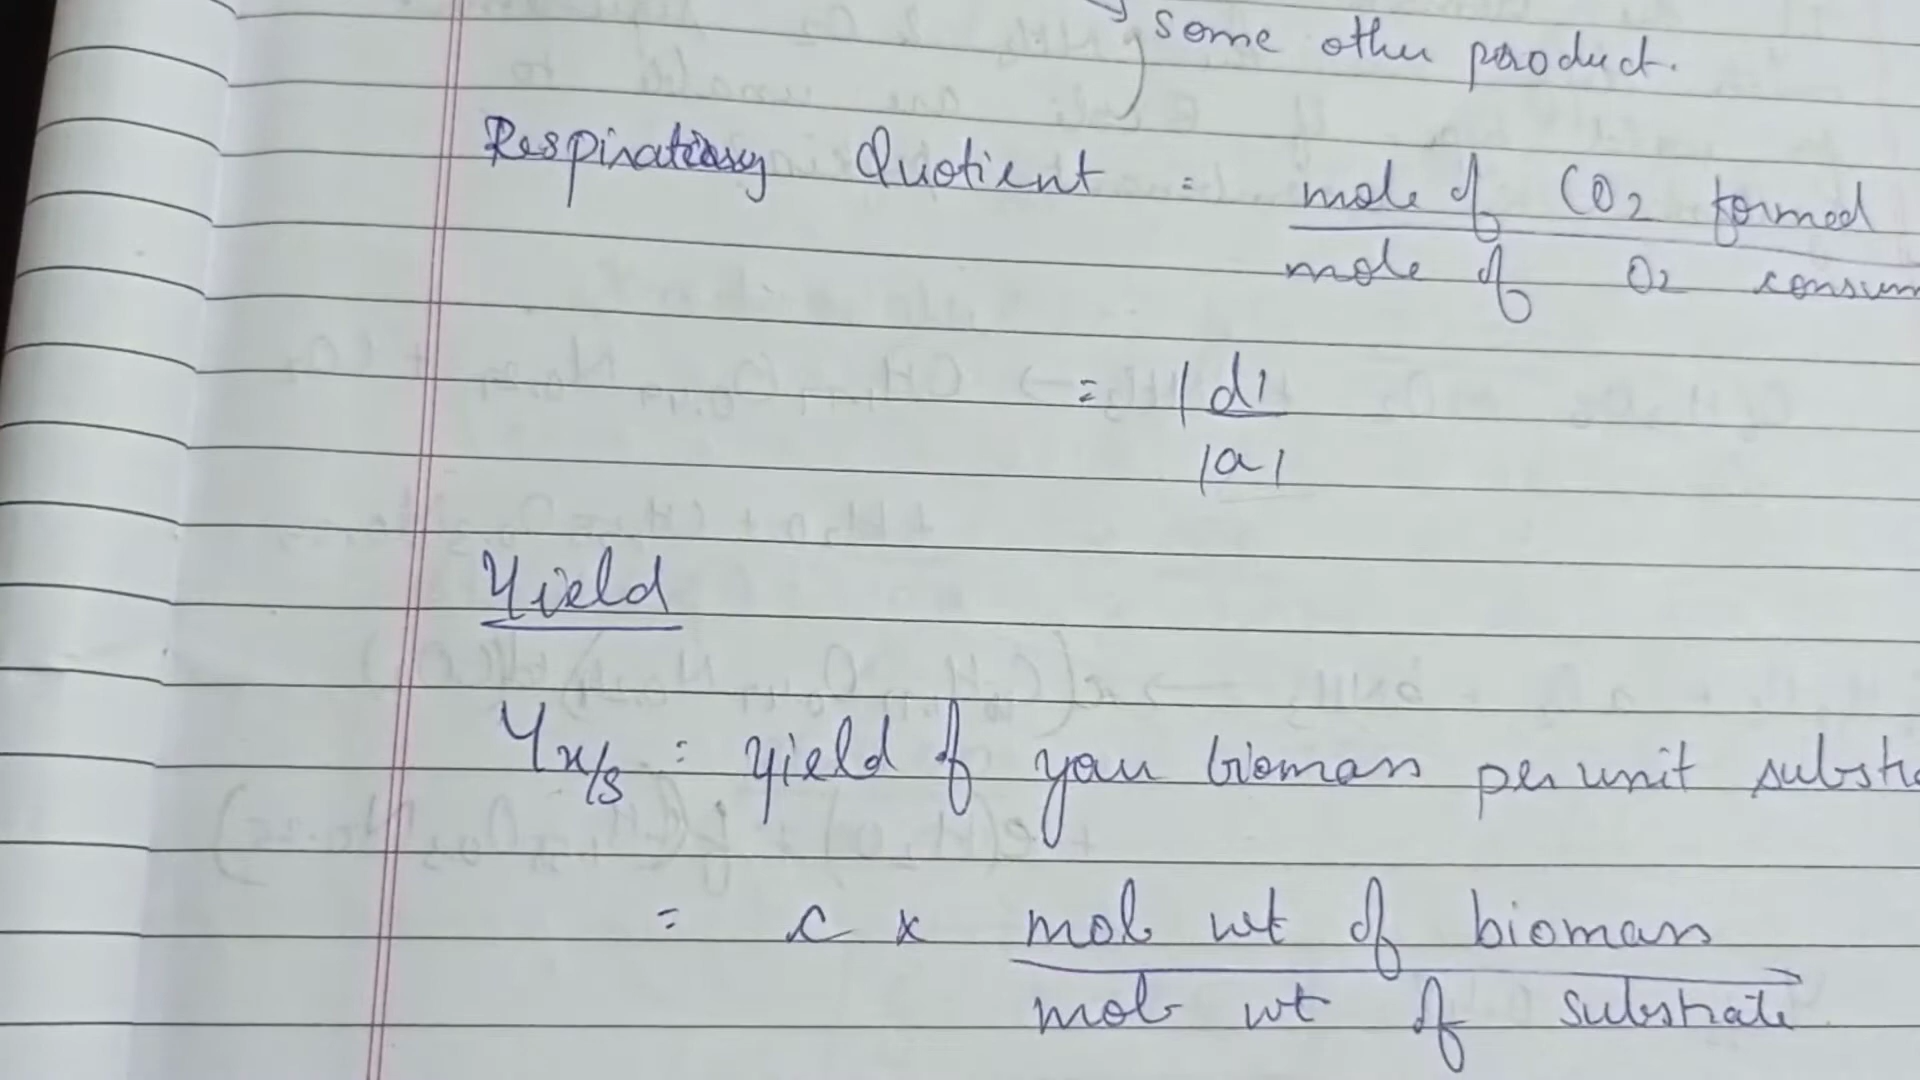 some other product.
Respiratory Quotient = mole of CO2 formed
mole of O2 consum
= |d|
|a|
Yield
Yx/s : yield of your biomass per unit substra
= c x mol wt of biomass
mol wt of substrate